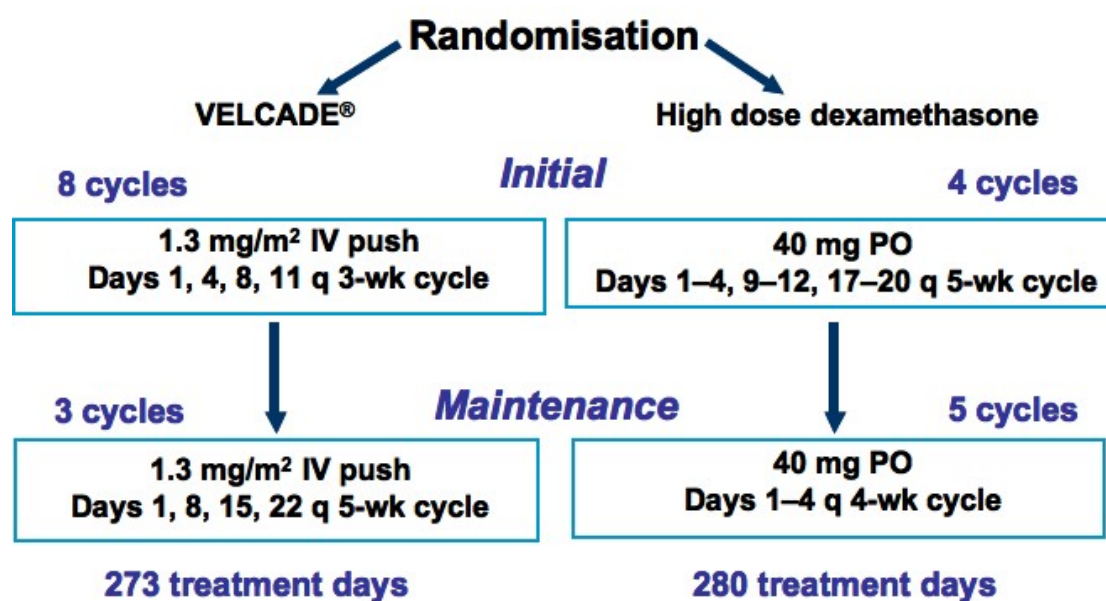 Randomisation
VELCADE®
High dose dexamethasone
8 cycles
Initial
4 cycles
1.3 mg/m² IV push
Days 1, 4, 8, 11 q 3-wk cycle
40 mg PO
Days 1–4, 9–12, 17–20 q 5-wk cycle
3 cycles
Maintenance
5 cycles
1.3 mg/m² IV push
Days 1, 8, 15, 22 q 5-wk cycle
40 mg PO
Days 1–4 q 4-wk cycle
273 treatment days
280 treatment days